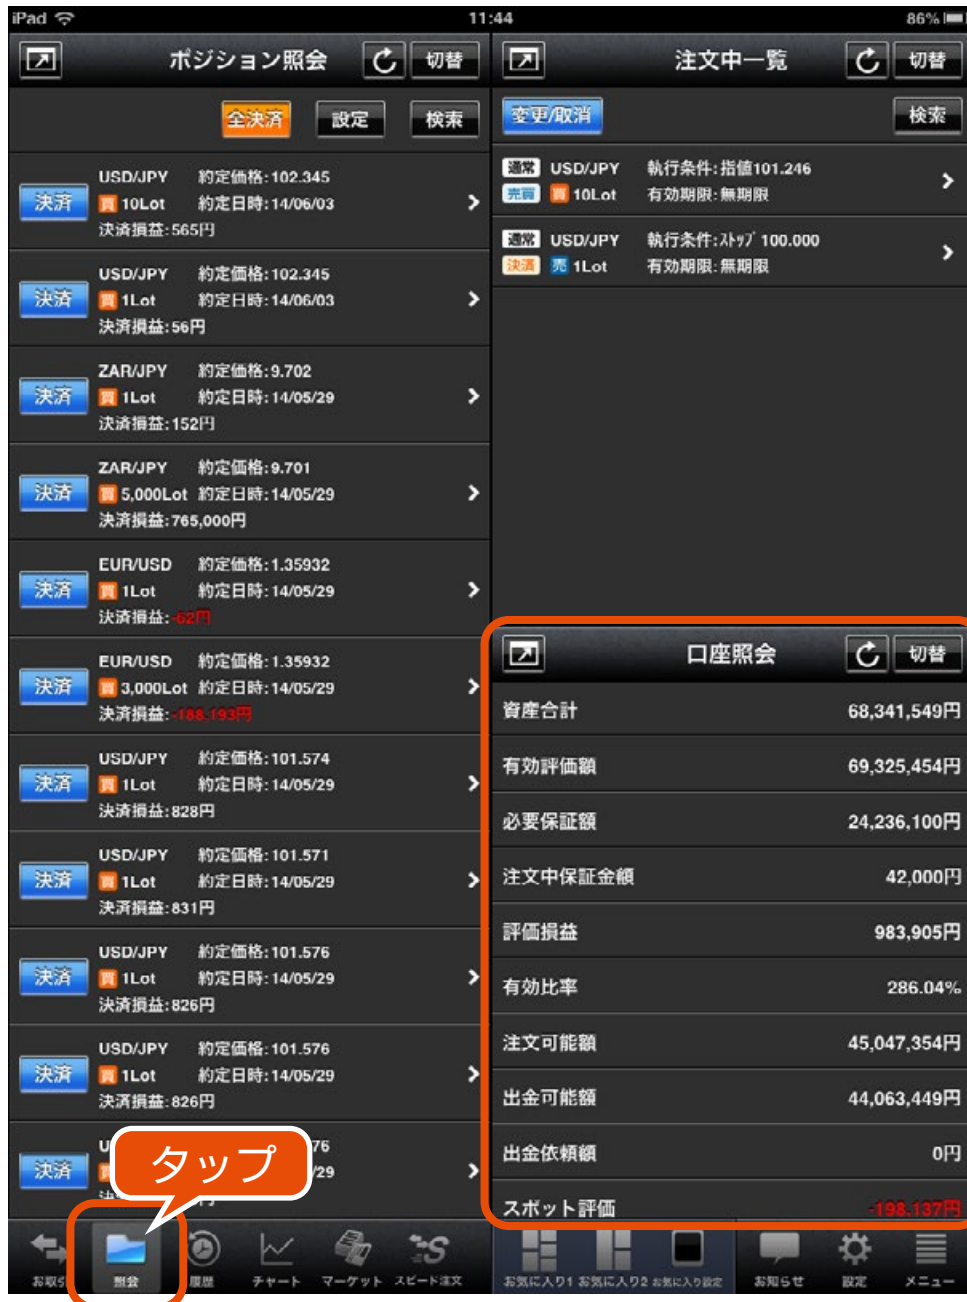 iPad 11:44 86%
ポジション照会 切替
全決済 設定 検索
USD/JPY 約定価格:102.345
決済 買 10Lot 約定日時:14/06/03
決済損益:565円
USD/JPY 約定価格:102.345
決済 買 1Lot 約定日時:14/06/03
決済損益:56円
ZAR/JPY 約定価格:9.702
決済 買 1Lot 約定日時:14/05/29
決済損益:152円
ZAR/JPY 約定価格:9.701
決済 買 5,000Lot 約定日時:14/05/29
決済損益:765,000円
EUR/USD 約定価格:1.35932
決済 買 1Lot 約定日時:14/05/29
決済損益:-62円
EUR/USD 約定価格:1.35932
決済 買 3,000Lot 約定日時:14/05/29
決済損益:-188,193円
USD/JPY 約定価格:101.574
決済 買 1Lot 約定日時:14/05/29
決済損益:828円
USD/JPY 約定価格:101.571
決済 買 1Lot 約定日時:14/05/29
決済損益:831円
USD/JPY 約定価格:101.576
決済 買 1Lot 約定日時:14/05/29
決済損益:826円
USD/JPY 約定価格:101.576
決済 買 1Lot 約定日時:14/05/29
決済損益:826円
決済
タップ
注文中一覧 切替
変更/取消 検索
通常 USD/JPY 執行条件:指値101.246
売買 買 10Lot 有効期限:無期限
通常 USD/JPY 執行条件:ｽﾄｯﾌﾟ 100.000
決済 売 1Lot 有効期限:無期限
口座照会 切替
資産合計 68,341,549円
有効評価額 69,325,454円
必要保証額 24,236,100円
注文中保証金額 42,000円
評価損益 983,905円
有効比率 286.04%
注文可能額 45,047,354円
出金可能額 44,063,449円
出金依頼額 0円
スポット評価 -198,137円
お取引 照会 履歴 チャート マーケット スピード注文 お気に入り1 お気に入り2 お気に入り設定 お知らせ 設定 メニュー